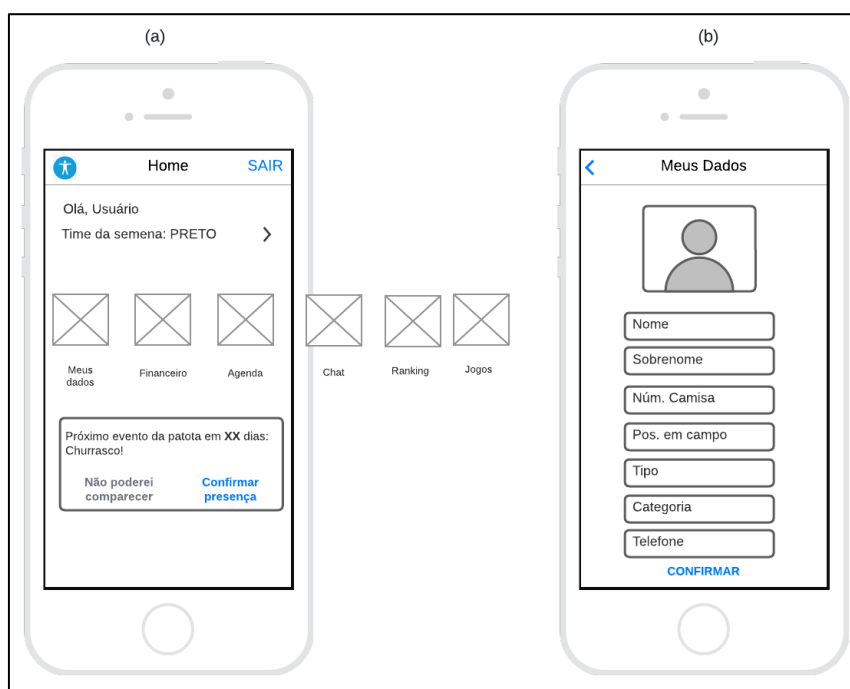 (a)
Home
SAIR
Olá, Usuário
Time da semena: PRETO
Meus
dados
Financeiro
Agenda
Chat
Ranking
Jogos
Próximo evento da patota em XX dias:
Churrasco!
Não poderei
comparecer
Confirmar
presença
(b)
Meus Dados
Nome
Sobrenome
Núm. Camisa
Pos. em campo
Tipo
Categoria
Telefone
CONFIRMAR